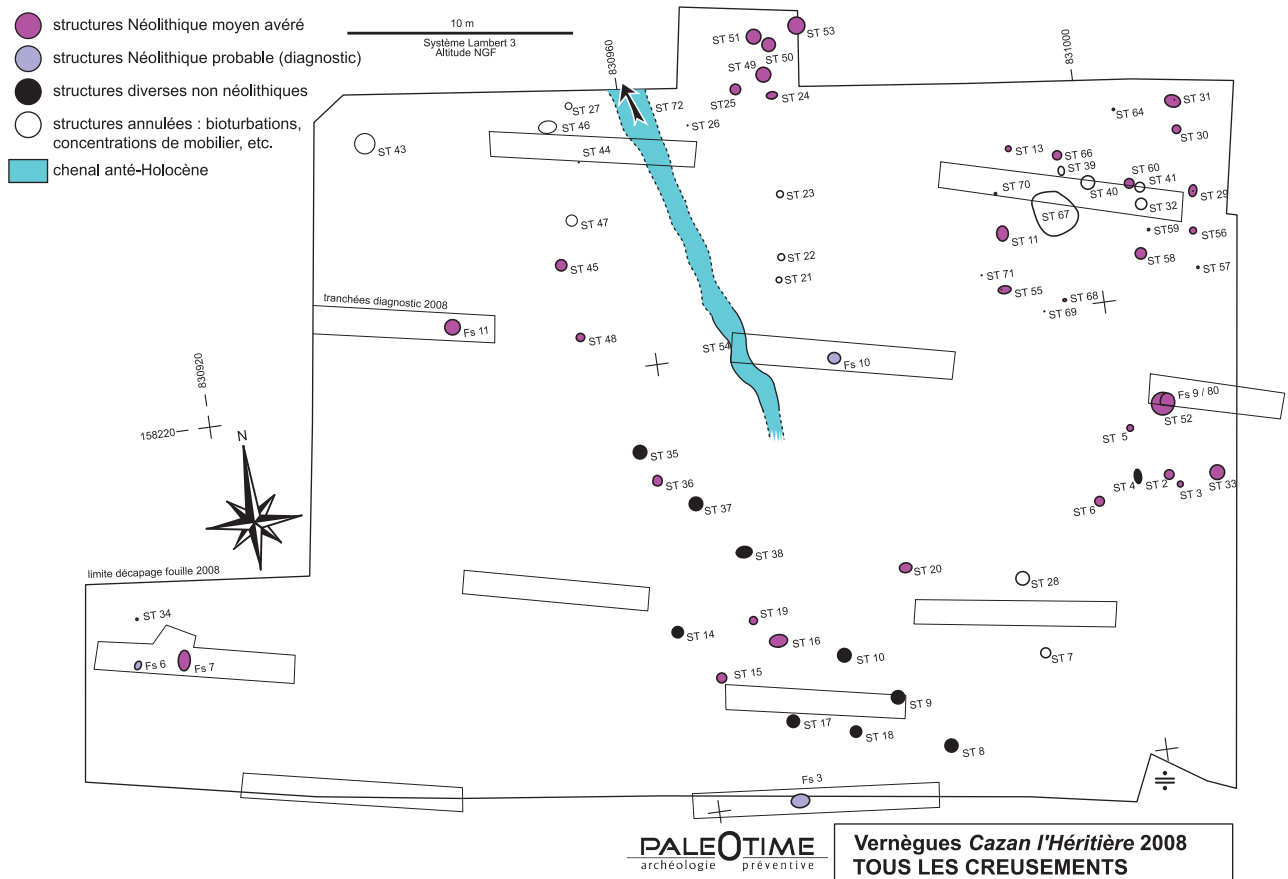 structures Néolithique moyen avéré
structures Néolithique probable (diagnostic)
structures diverses non néolithiques
structures annulées : bioturbations,
concentrations de mobilier, etc.
chenal anté-Holocène
10 m
Système Lambert 3
Altitude NGF
830960
831000
ST 53
ST 51
ST 50
ST 49
ST25
ST 24
ST 27
ST 72
ST 46
ST 26
ST 43
ST 44
ST 64
ST 31
ST 30
ST 13
ST 66
ST 39
ST 60
ST 41
ST 40
ST 70
ST 29
ST 32
ST 67
ST 23
ST 47
ST 11
ST59
ST56
ST 58
ST 57
ST 22
ST 45
ST 21
ST 71
ST 55
ST 68
ST 69
tranchées diagnostic 2008
Fs 11
ST 48
ST 54
Fs 10
830920
158220
Fs 9 / 80
ST 52
ST 5
N
ST 35
ST 36
ST 4
ST 2
ST 3
ST 33
ST 37
ST 6
ST 38
ST 20
ST 28
limite décapage fouille 2008
ST 34
ST 19
ST 14
ST 16
ST 10
ST 7
Fs 6
Fs 7
ST 15
ST 9
ST 17
ST 18
ST 8
Fs 3
PALEOTIME
archéologie préventive
Vernègues Cazan l'Héritière 2008
TOUS LES CREUSEMENTS